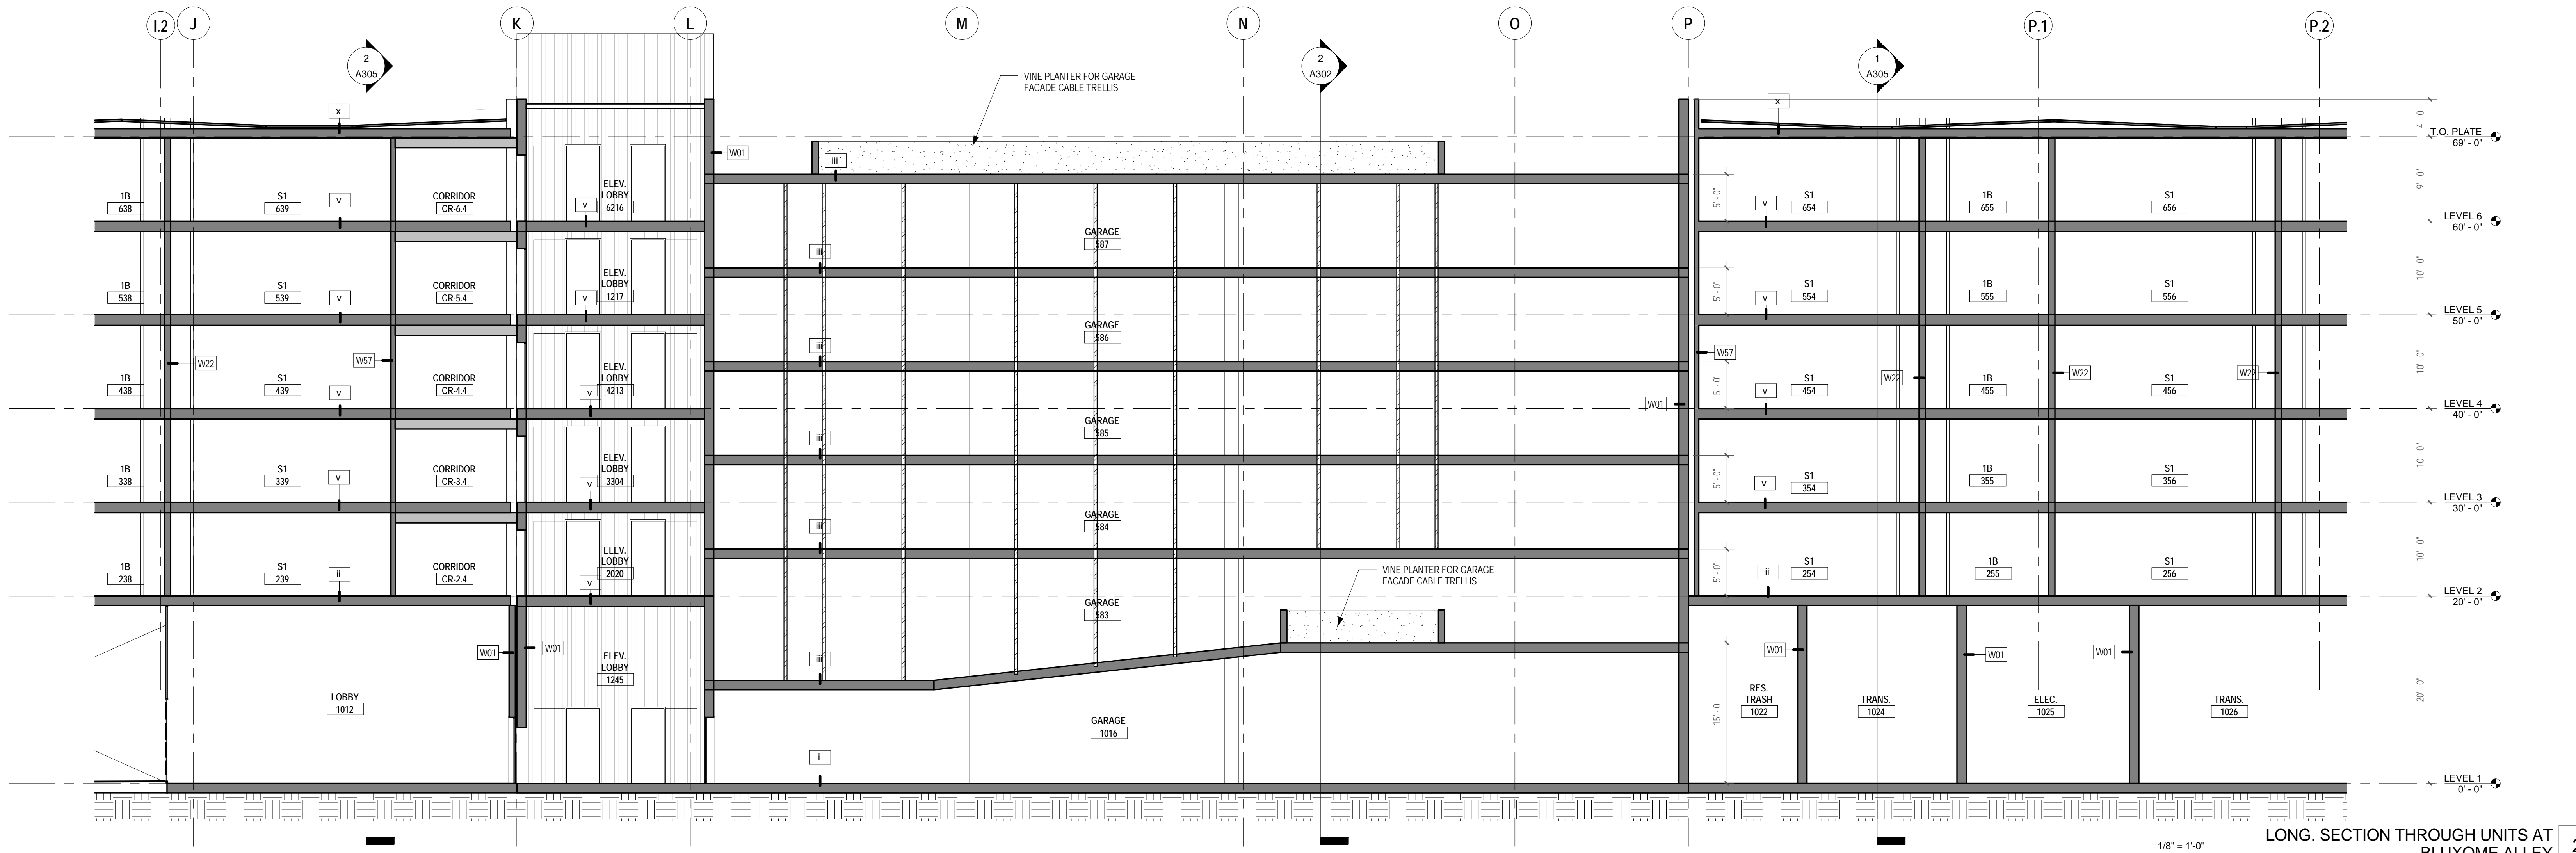 I.2
J
K
L
M
N
O
P
P.1
P.2
2
A305
2
A302
1
A305
VINE PLANTER FOR GARAGE
FACADE CABLE TRELLIS
x
x
W01
iii
4' - 0"
T.O. PLATE
69' - 0"
1B
638
S1
639
v
CORRIDOR
CR-6.4
ELEV.
LOBBY
6216
v
GARAGE
587
iii
5' - 0"
v
S1
654
1B
655
S1
656
9' - 0"
LEVEL 6
60' - 0"
1B
538
S1
539
v
CORRIDOR
CR-5.4
ELEV.
LOBBY
1217
v
GARAGE
586
iii
5' - 0"
v
S1
554
1B
555
S1
556
10' - 0"
LEVEL 5
50' - 0"
W22
W57
W57
W22
W22
W22
W01
1B
438
S1
439
v
CORRIDOR
CR-4.4
ELEV.
LOBBY
4213
v
GARAGE
585
iii
5' - 0"
v
S1
454
1B
455
S1
456
10' - 0"
LEVEL 4
40' - 0"
1B
338
S1
339
v
CORRIDOR
CR-3.4
ELEV.
LOBBY
3304
v
GARAGE
584
iii
5' - 0"
v
S1
354
1B
355
S1
356
10' - 0"
LEVEL 3
30' - 0"
1B
238
S1
239
ii
CORRIDOR
CR-2.4
ELEV.
LOBBY
2020
v
GARAGE
583
iii
VINE PLANTER FOR GARAGE
FACADE CABLE TRELLIS
5' - 0"
ii
S1
254
1B
255
S1
256
10' - 0"
LEVEL 2
20' - 0"
W01
W01
W01
W01
W01
LOBBY
1012
ELEV.
LOBBY
1245
GARAGE
1016
i
15' - 0"
RES.
TRASH
1022
TRANS.
1024
ELEC.
1025
TRANS.
1026
20' - 0"
LEVEL 1
0' - 0"
1/8" = 1'-0"
LONG. SECTION THROUGH UNITS AT
BLUXOME ALLEY